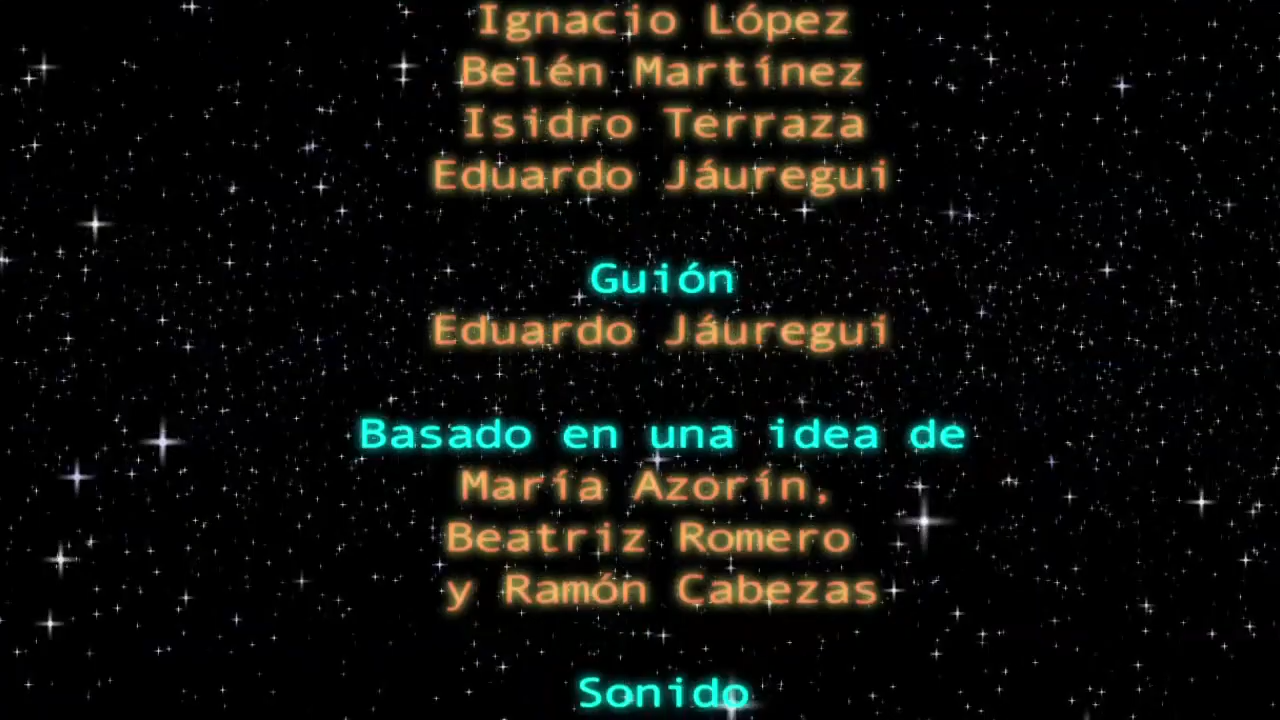 Ignacio López
Belén Martínez
Isidro Terraza
Eduardo Jáuregui
Guión
Eduardo Jáuregui
Basado en una idea de
María Azorín,
Beatriz Romero
y Ramón Cabezas
Sonido